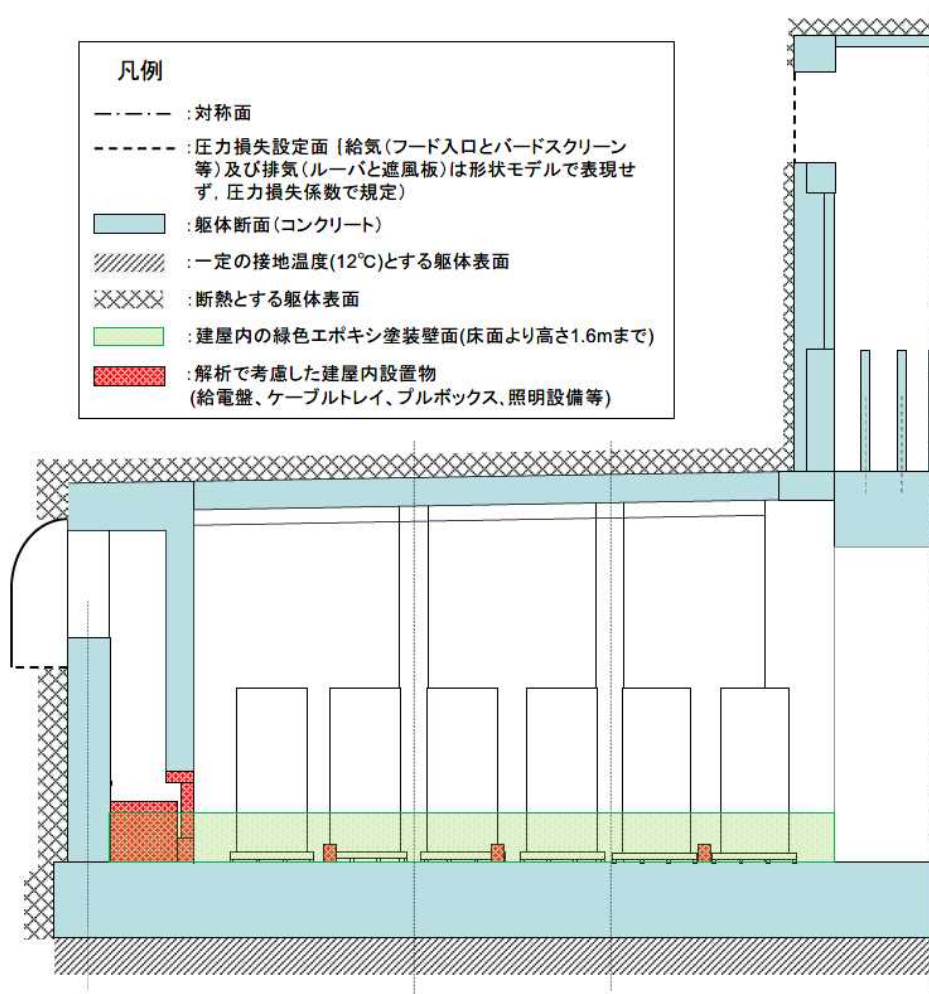 凡例
:対称面
:圧力損失設定面 {給気(フード入口とバードスクリーン
等)及び排気(ルーバと遮風板)は形状モデルで表現せ
ず,圧力損失係数で規定)
:躯体断面(コンクリート)
:一定の接地温度(12℃)とする躯体表面
:断熱とする躯体表面
:建屋内の緑色エポキシ塗装壁面(床面より高さ1.6mまで)
:解析で考慮した建屋内設置物
(給電盤、ケーブルトレイ、プルボックス、照明設備等)